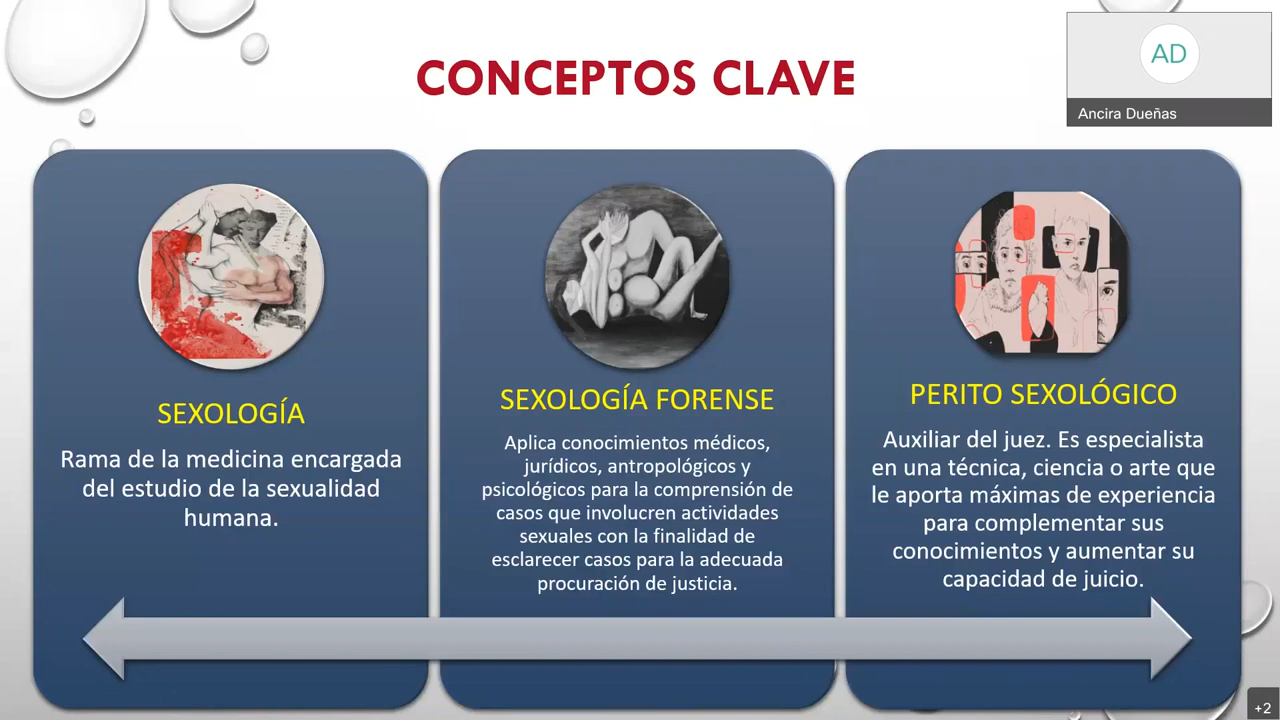 CONCEPTOS CLAVE
AD
Ancira Dueñas
SEXOLOGÍA
Rama de la medicina encargada
del estudio de la sexualidad
humana.
SEXOLOGÍA FORENSE
Aplica conocimientos médicos,
jurídicos, antropológicos y
psicológicos para la comprensión de
casos que involucren actividades
sexuales con la finalidad de
esclarecer casos para la adecuada
procuración de justicia.
PERITO SEXOLÓGICO
Auxiliar del juez. Es especialista
en una técnica, ciencia o arte que
le aporta máximas de experiencia
para complementar sus
conocimientos y aumentar su
capacidad de juicio.
+2